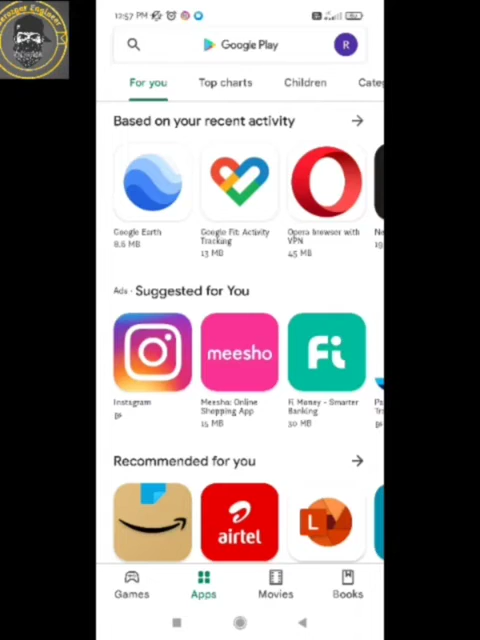 12:57 PM
Google Play
R
For you
Top charts
Children
Categ
Based on your recent activity
Google Earth
8.6 MB
Google Fit: Activity
Tracking
13 MB
Opera browser with
VPN
45 MB
Ne
19
Ads · Suggested for You
meesho
Fi
Instagram
Meesho: Online
Shopping App
15 MB
Fi Money - Smarter
Banking
30 MB
Recommended for you
airtel
L
Games
Apps
Movies
Books